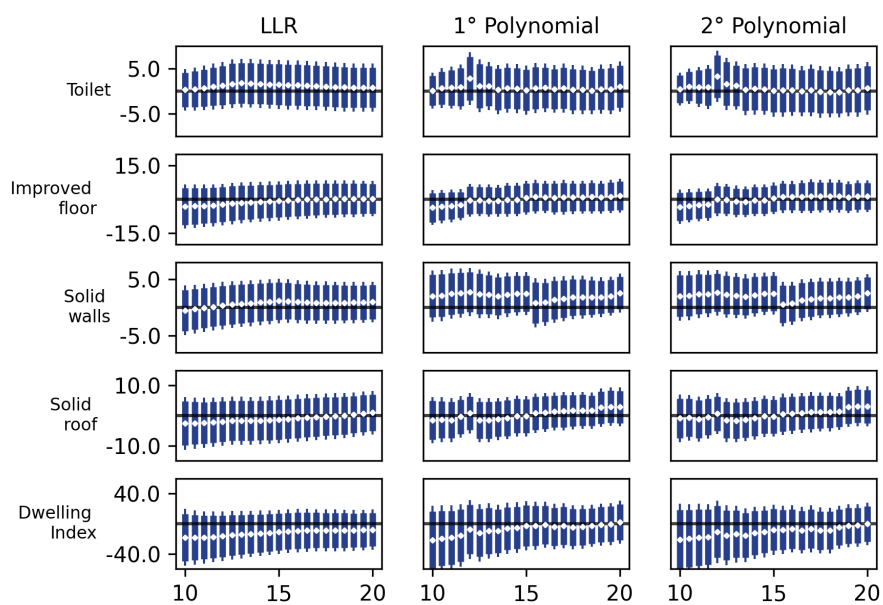 LLR 1° Polynomial 2° Polynomial
Toilet 5.0
-5.0
Improved floor 15.0
-15.0
Solid walls 5.0
-5.0
Solid roof 10.0
-10.0
Dwelling Index 40.0
-40.0
10 15 20 10 15 20 10 15 20